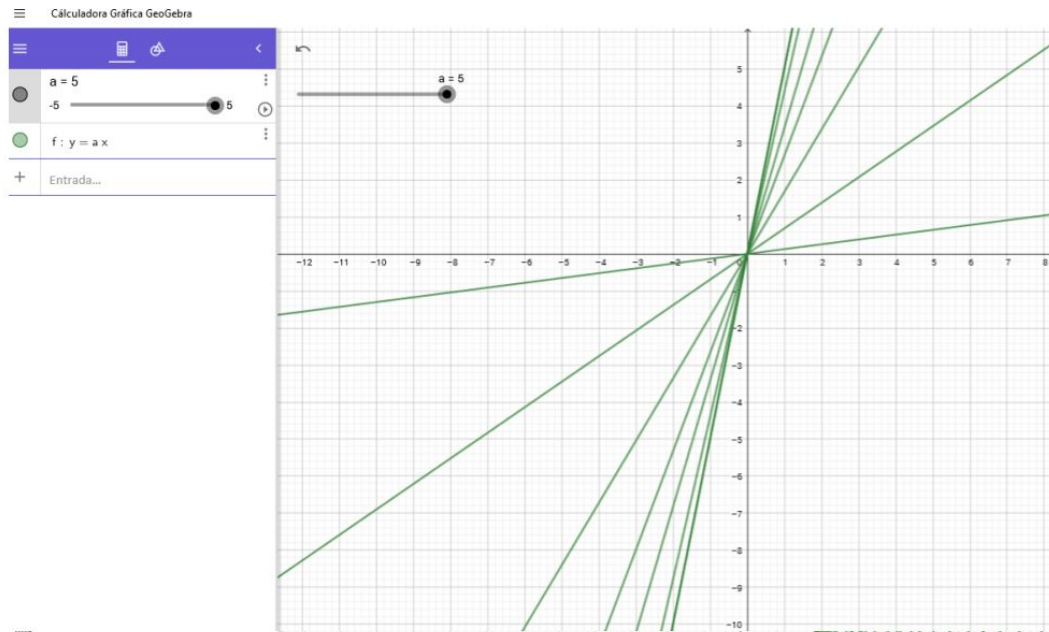 Cálculadora Gráfica GeoGebra
a = 5
-5 5
f : y = a x
Entrada...
a = 5
5
4
3
2
1
−12 −11 −10 −9 −8 −7 −6 −5 −4 −3 −2 −1 0 1 2 3 4 5 6 7 8
−2
−3
−4
−5
−6
−7
−8
−9
−10